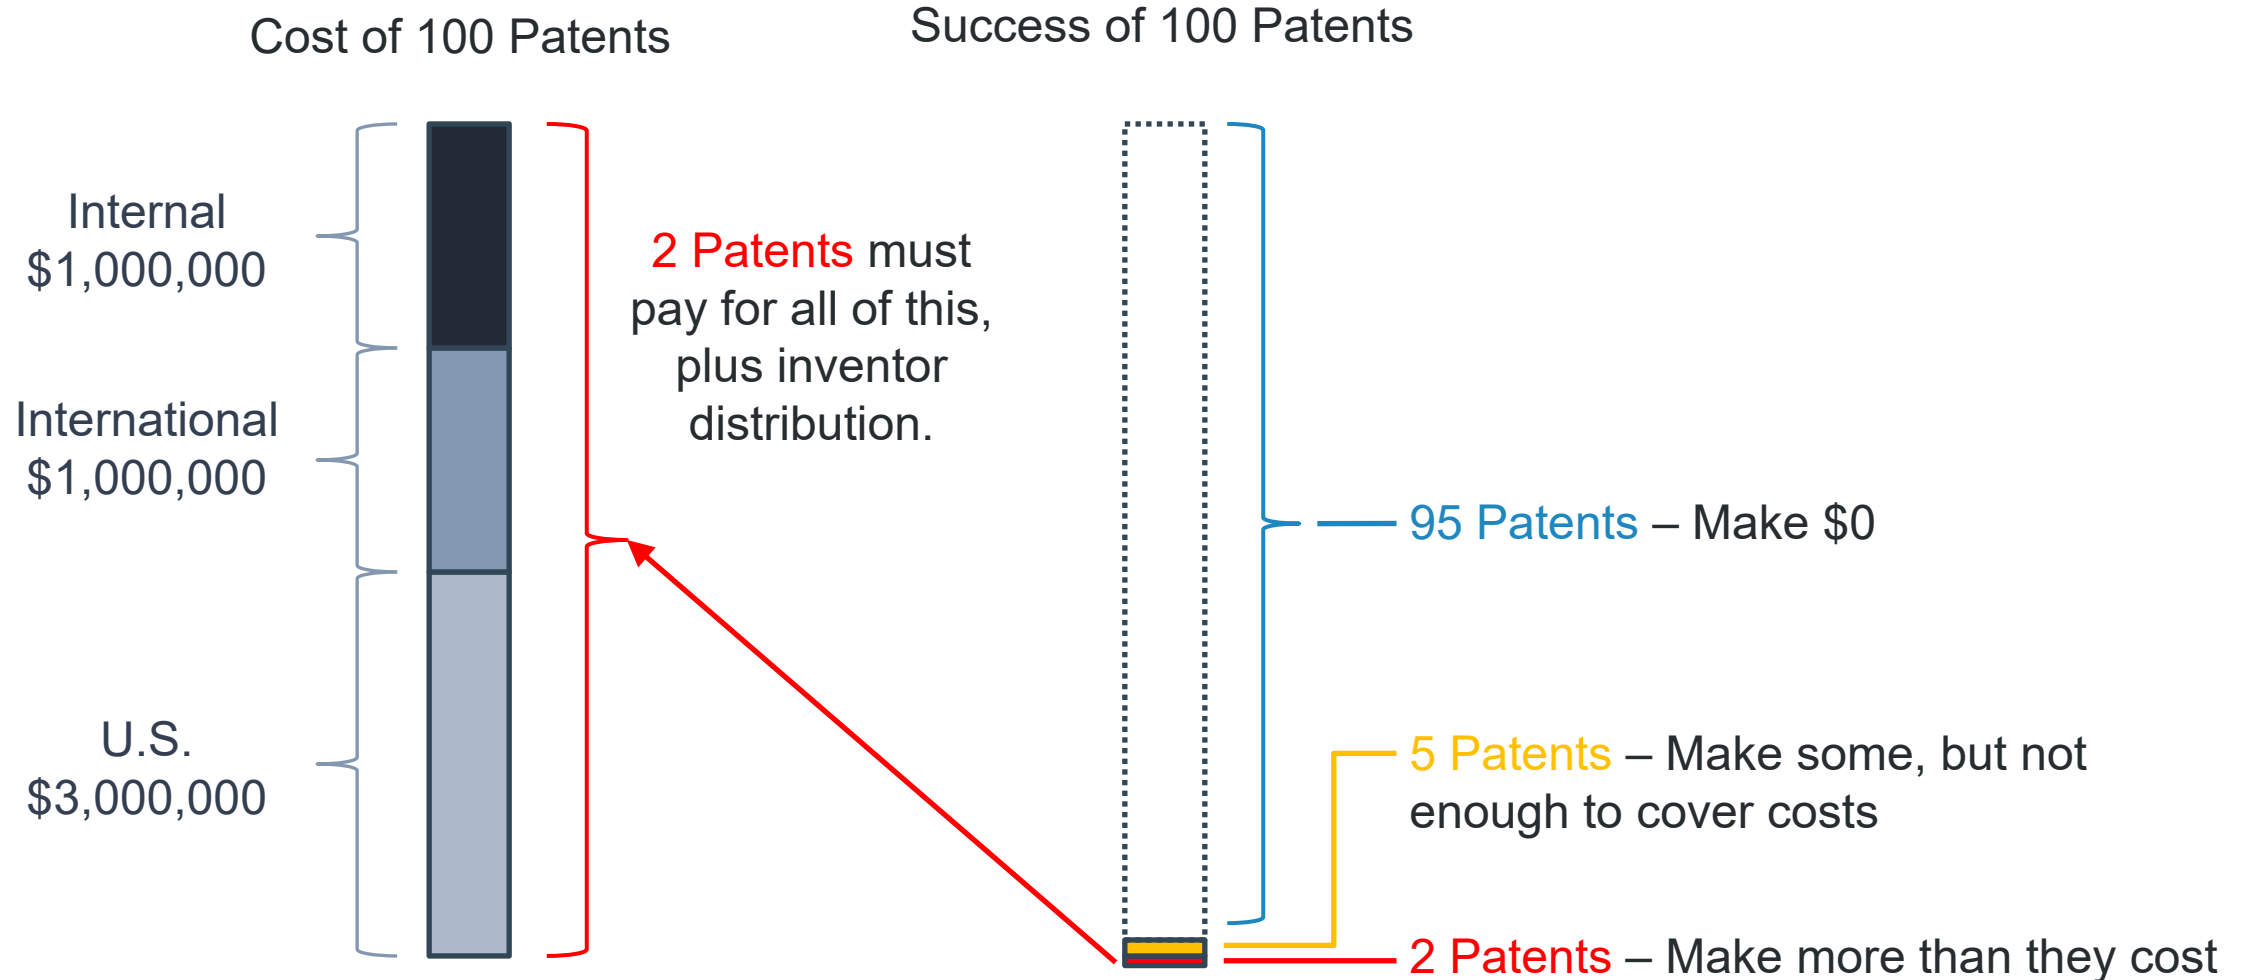 Cost of 100 Patents
Success of 100 Patents
Internal
$1,000,000
International
$1,000,000
U.S.
$3,000,000
2 Patents must
pay for all of this,
plus inventor
distribution.
95 Patents – Make $0
5 Patents – Make some, but not
enough to cover costs
2 Patents – Make more than they cost